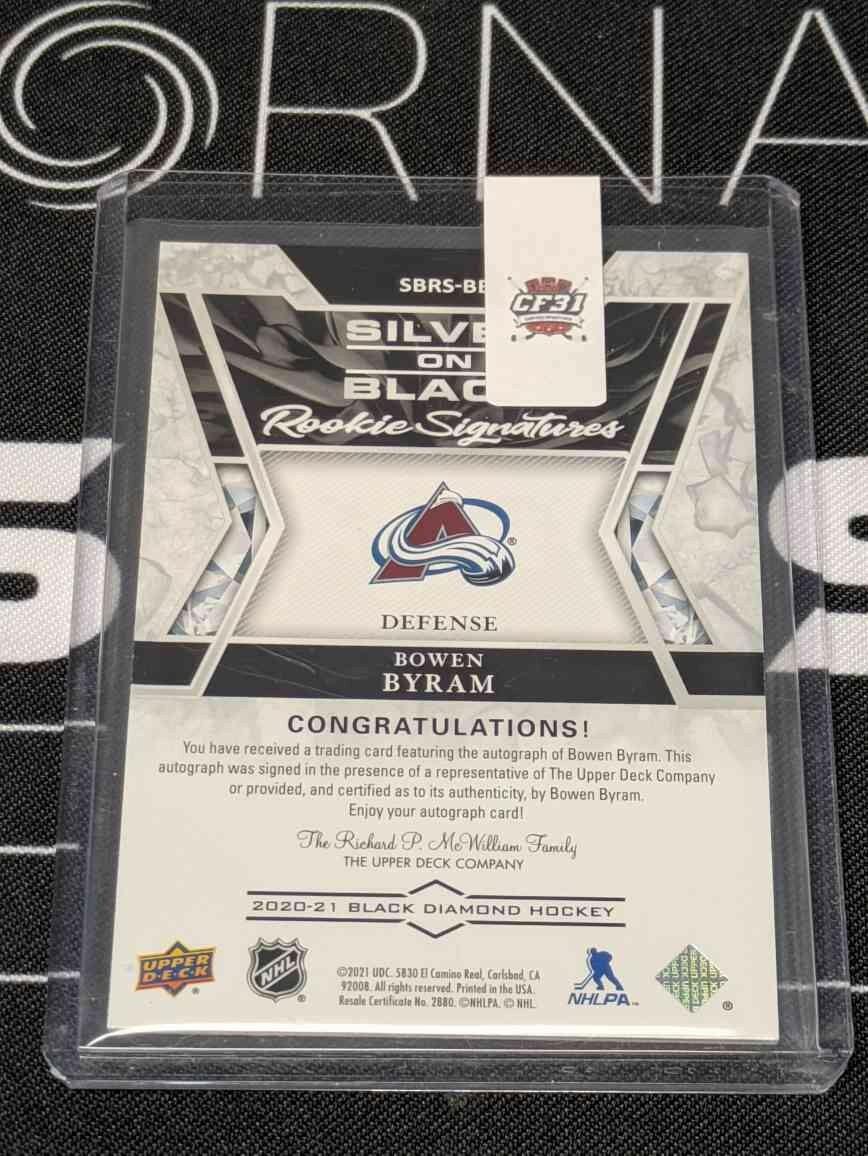 ORNA
SBRS-B
CF31
SILVE
ON
BLAC
Rookie Signatures
A
®
DEFENSE
BOWEN
BYRAM
CONGRATULATIONS!
You have received a trading card featuring the autograph of Bowen Byram. This
autograph was signed in the presence of a representative of The Upper Deck Company
or provided, and certified as to its authenticity, by Bowen Byram.
Enjoy your autograph card!
The Richard P. McWilliam Family
THE UPPER DECK COMPANY
2020-21 BLACK DIAMOND HOCKEY
UPPER
D·E·C·K
®
NHL
®
©2021 UDC. 5830 El Camino Real, Carlsbad, CA
92008. All rights reserved. Printed in the USA.
Resale Certificate No. 2880. ©NHLPA. © NHL.
NHLPA™
UPPER DECK
®